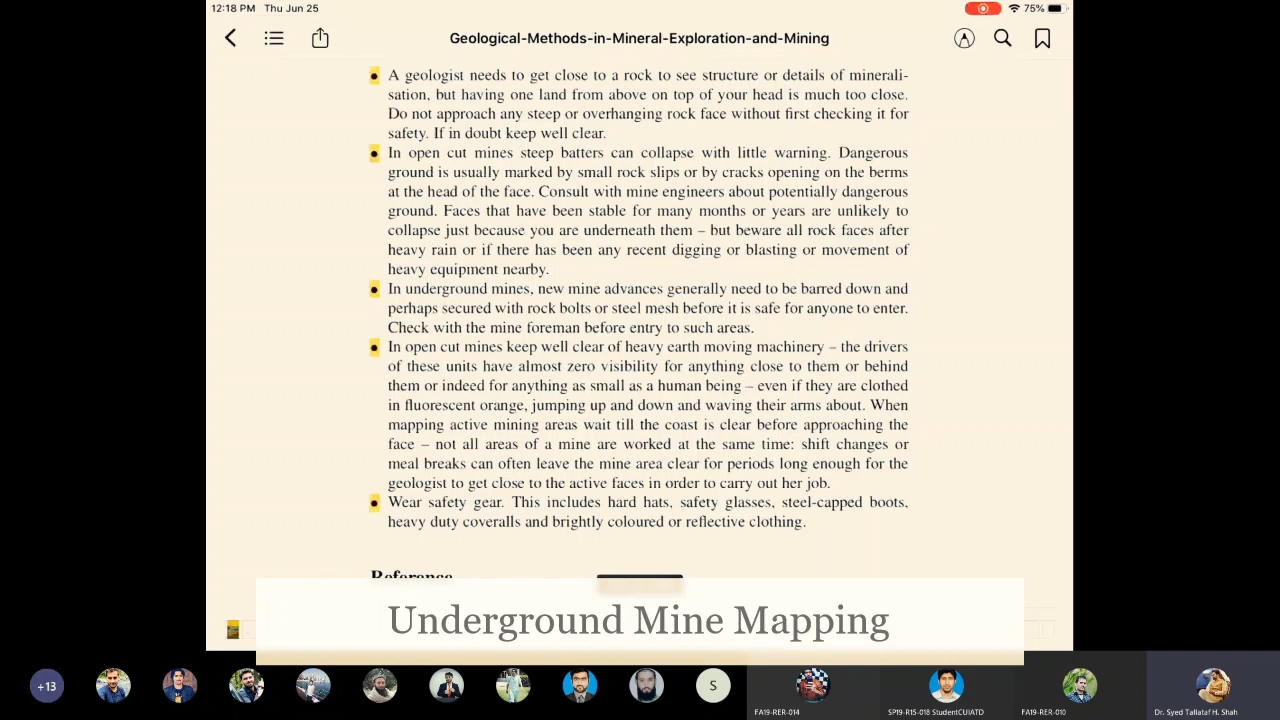 12:18 PM Thu Jun 25
75%
Geological-Methods-in-Mineral-Exploration-and-Mining
• A geologist needs to get close to a rock to see structure or details of minerali-
sation, but having one land from above on top of your head is much too close.
Do not approach any steep or overhanging rock face without first checking it for
safety. If in doubt keep well clear.
• In open cut mines steep batters can collapse with little warning. Dangerous
ground is usually marked by small rock slips or by cracks opening on the berms
at the head of the face. Consult with mine engineers about potentially dangerous
ground. Faces that have been stable for many months or years are unlikely to
collapse just because you are underneath them – but beware all rock faces after
heavy rain or if there has been any recent digging or blasting or movement of
heavy equipment nearby.
• In underground mines, new mine advances generally need to be barred down and
perhaps secured with rock bolts or steel mesh before it is safe for anyone to enter.
Check with the mine foreman before entry to such areas.
• In open cut mines keep well clear of heavy earth moving machinery – the drivers
of these units have almost zero visibility for anything close to them or behind
them or indeed for anything as small as a human being – even if they are clothed
in fluorescent orange, jumping up and down and waving their arms about. When
mapping active mining areas wait till the coast is clear before approaching the
face – not all areas of a mine are worked at the same time: shift changes or
meal breaks can often leave the mine area clear for periods long enough for the
geologist to get close to the active faces in order to carry out her job.
• Wear safety gear. This includes hard hats, safety glasses, steel-capped boots,
heavy duty coveralls and brightly coloured or reflective clothing.
Reference
Underground Mine Mapping
+13
S
FA19-RER-014
SP19-R15-018 StudentCUIATD
FA19-RER-010
Dr. Syed Tallataf H. Shah